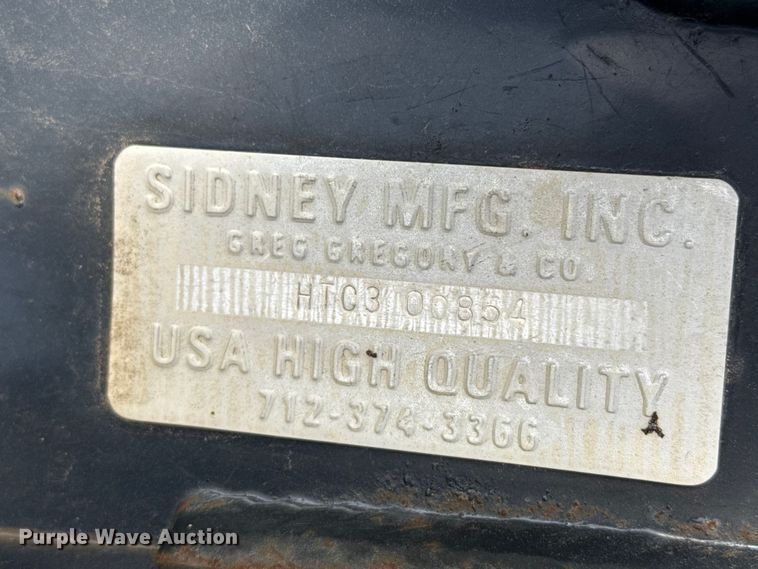 SIDNEY MFG. INC.
GREG GREGORY & CO.
HTC3 00854
USA HIGH QUALITY
712-374-3366
Purple Wave Auction®